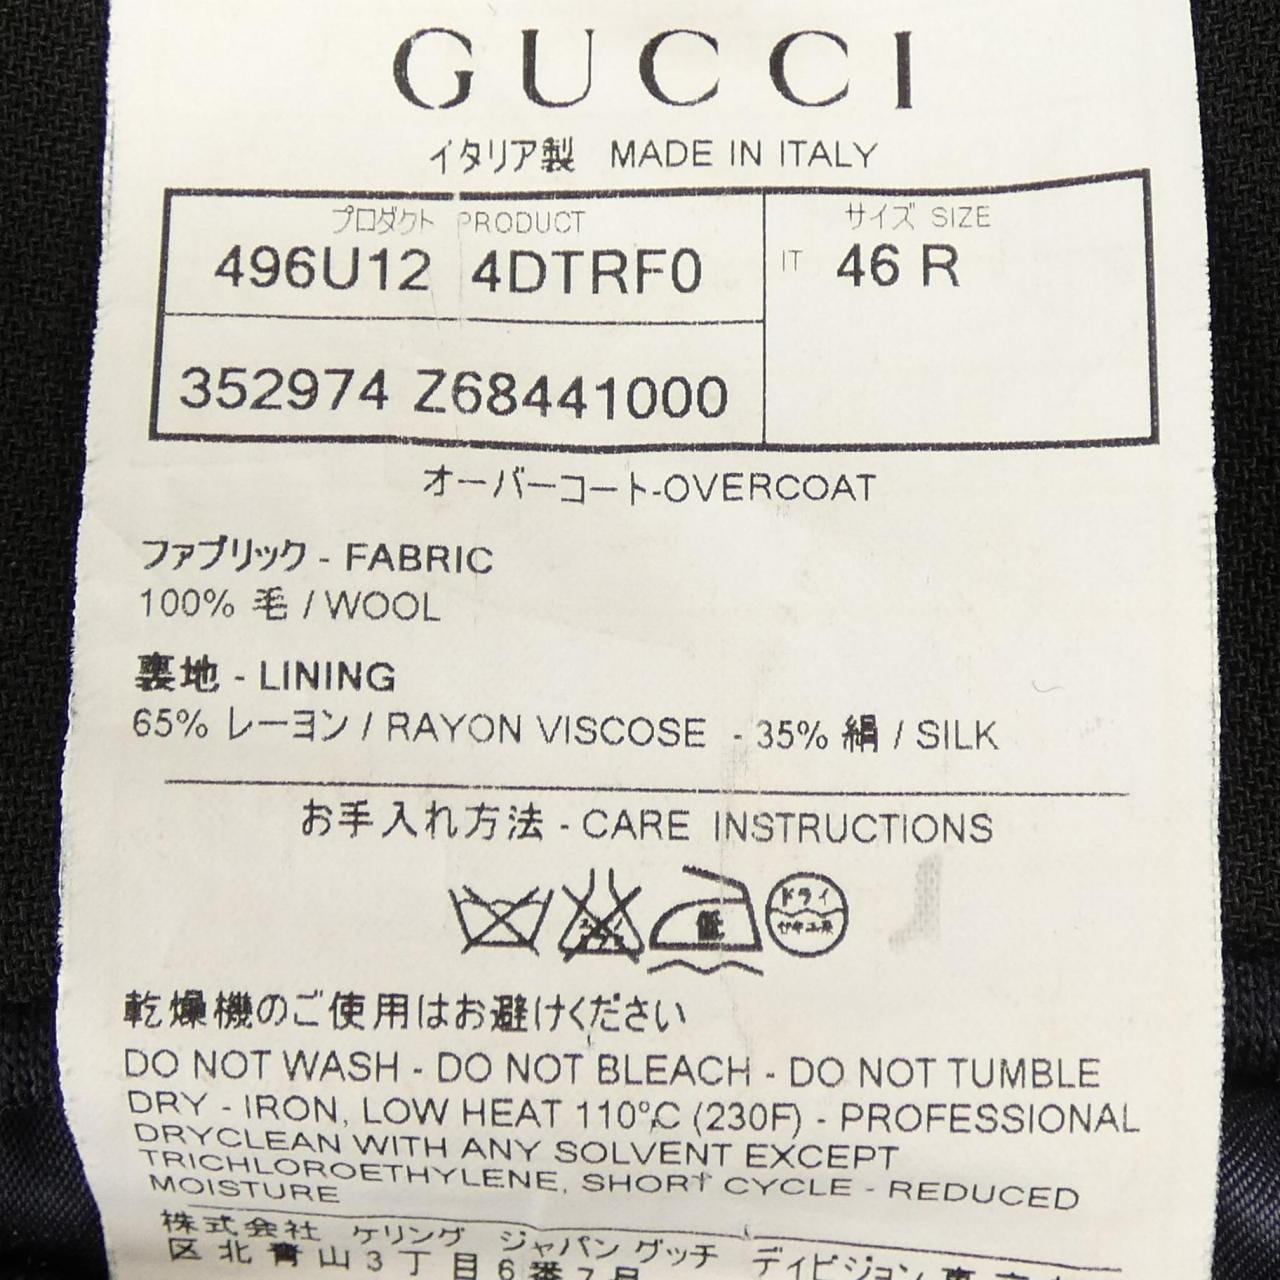 GUCCI
イタリア製 MADE IN ITALY
プロダクト PRODUCT
496U12 4DTRF0
352974 Z68441000
サイズ SIZE
IT 46 R
オーバーコート-OVERCOAT
ファブリック - FABRIC
100% 毛 / WOOL
裏地 - LINING
65% レーヨン / RAYON VISCOSE - 35% 絹 / SILK
お手入れ方法 - CARE INSTRUCTIONS
低 ドライ
乾燥機のご使用はお避けください
DO NOT WASH - DO NOT BLEACH - DO NOT TUMBLE
DRY - IRON, LOW HEAT 110°C (230F) - PROFESSIONAL
DRYCLEAN WITH ANY SOLVENT EXCEPT
TRICHLOROETHYLENE, SHORT CYCLE - REDUCED
MOISTURE
株式会社 ケリング ジャパン グッチ ディビジョン
区北青山3丁目6番7号